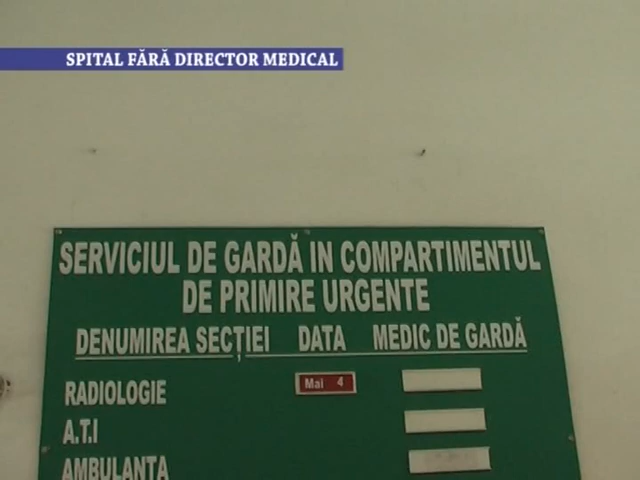 SPITAL FĂRĂ DIRECTOR MEDICAL
SERVICIUL DE GARDĂ IN COMPARTIMENTUL
DE PRIMIRE URGENTE
DENUMIREA SECȚIEI DATA MEDIC DE GARDĂ
RADIOLOGIE Mai 4
A.T.I
AMBULANTA